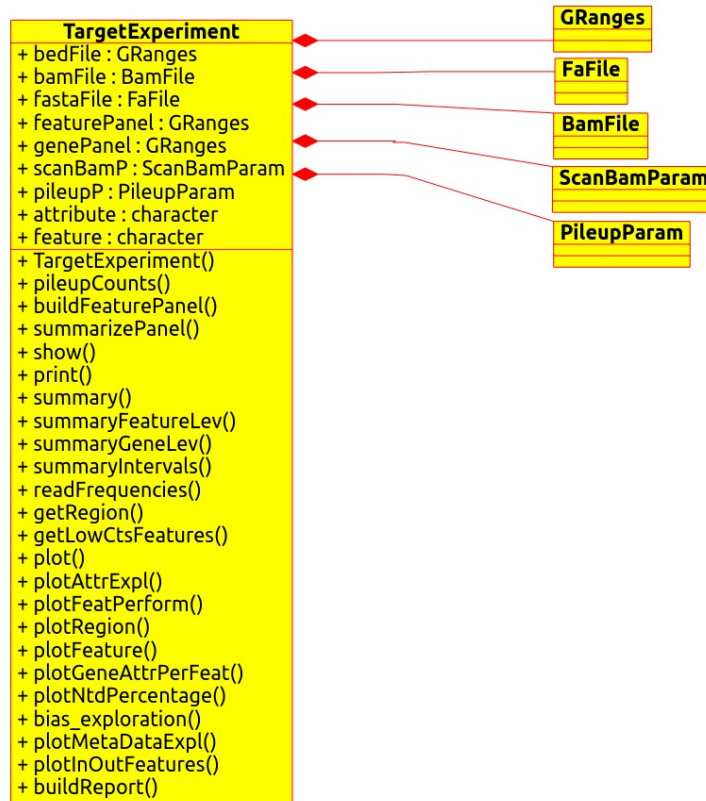 TargetExperiment
+ bedFile : GRanges
+ bamFile : BamFile
+ fastaFile : FaFile
+ featurePanel : GRanges
+ genePanel : GRanges
+ scanBamP : ScanBamParam
+ pileupP : PileupParam
+ attribute : character
+ feature : character
+ TargetExperiment()
+ pileupCounts()
+ buildFeaturePanel()
+ summarizePanel()
+ show()
+ print()
+ summary()
+ summaryFeatureLev()
+ summaryGeneLev()
+ summaryIntervals()
+ readFrequencies()
+ getRegion()
+ getLowCtsFeatures()
+ plot()
+ plotAttrExpl()
+ plotFeatPerform()
+ plotRegion()
+ plotFeature()
+ plotGeneAttrPerFeat()
+ plotNtdPercentage()
+ bias_exploration()
+ plotMetaDataExpl()
+ plotInOutFeatures()
+ buildReport()
GRanges
FaFile
BamFile
ScanBamParam
PileupParam